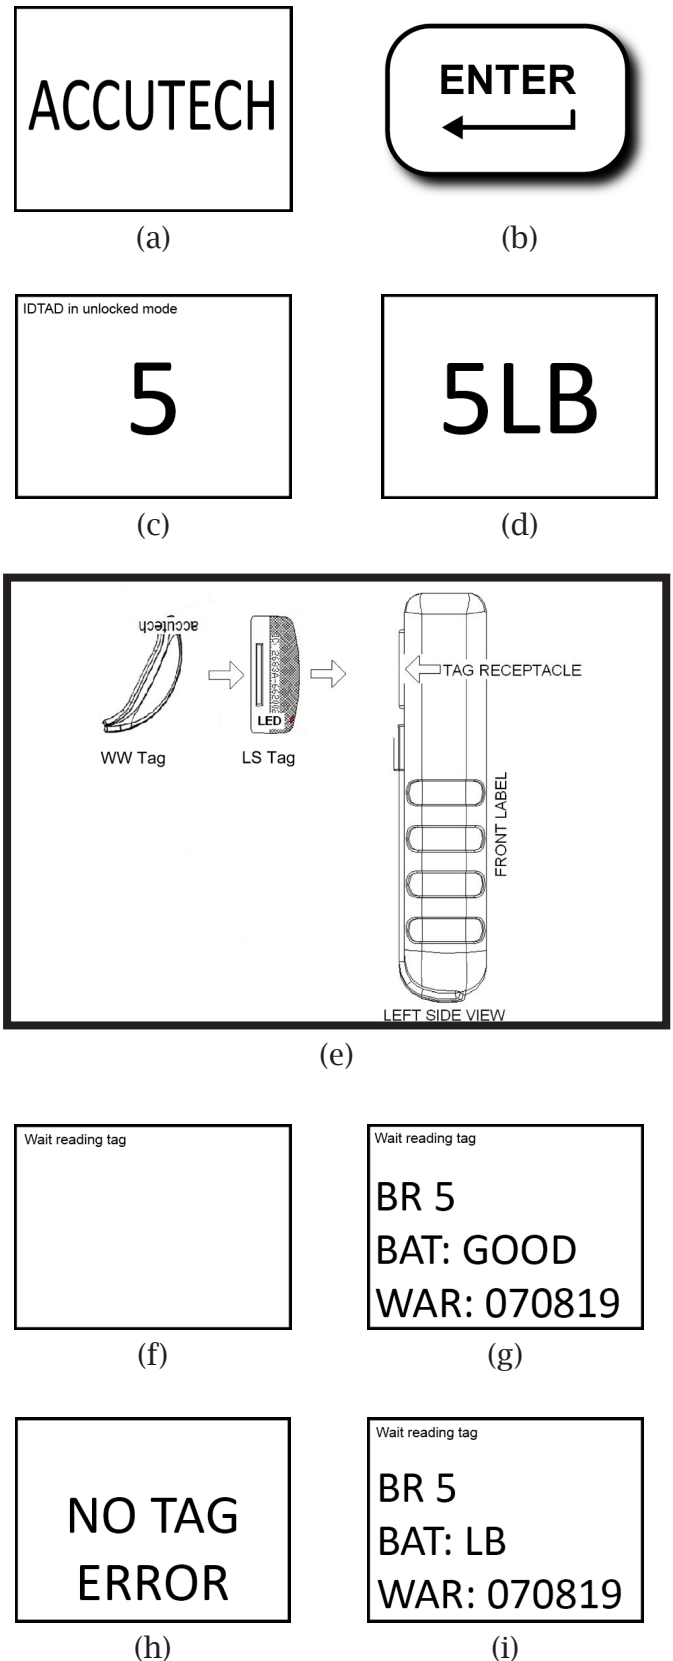 ACCUTECH
(a)
ENTER
(b)
IDTAD in unlocked mode
5
(c)
5LB
(d)
accutech
WW Tag
LED
LS Tag
TAG RECEPTACLE
FRONT LABEL
LEFT SIDE VIEW
(e)
Wait reading tag
(f)
Wait reading tag
BR 5
BAT: GOOD
WAR: 070819
(g)
NO TAG
ERROR
(h)
Wait reading tag
BR 5
BAT: LB
WAR: 070819
(i)